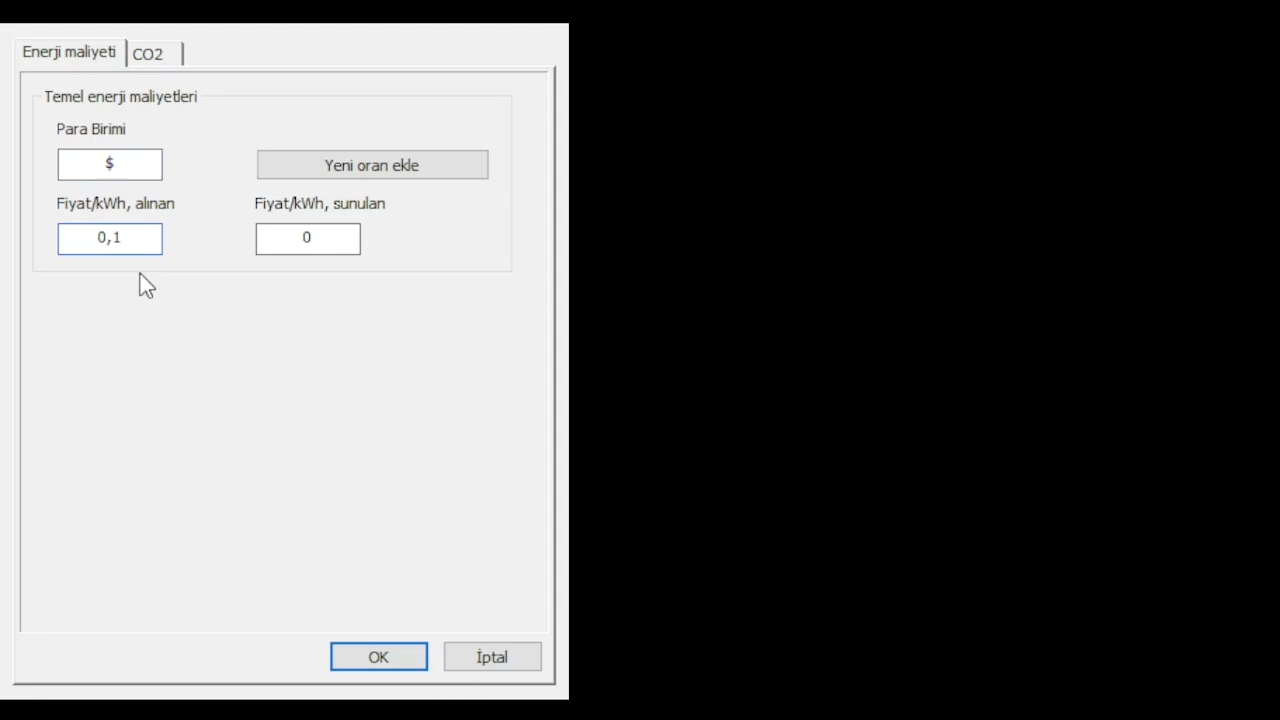 Enerji maliyeti
CO2
Temel enerji maliyetleri
Para Birimi
$
Yeni oran ekle
Fiyat/kWh, alınan
Fiyat/kWh, sunulan
0,1
0
OK
İptal